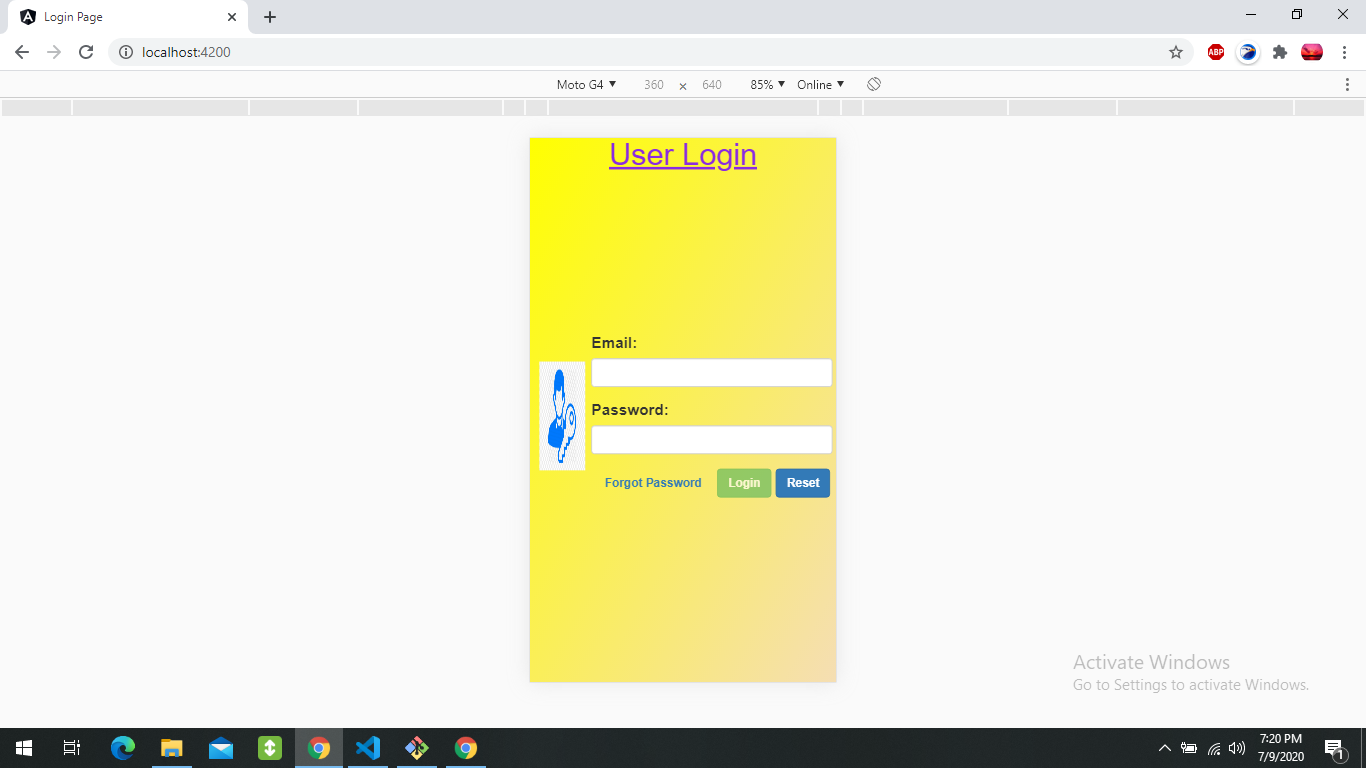 Login Page
localhost:4200
ABP
Moto G4 360 × 640 85% Online
User Login
Email:
Password:
Forgot Password Login Reset
Activate Windows
Go to Settings to activate Windows.
7:20 PM
7/9/2020
1